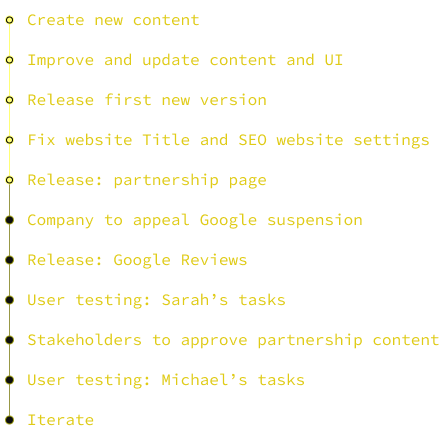 Create new content
Improve and update content and UI
Release first new version
Fix website Title and SEO website settings
Release: partnership page
Company to appeal Google suspension
Release: Google Reviews
User testing: Sarah’s tasks
Stakeholders to approve partnership content
User testing: Michael’s tasks
Iterate